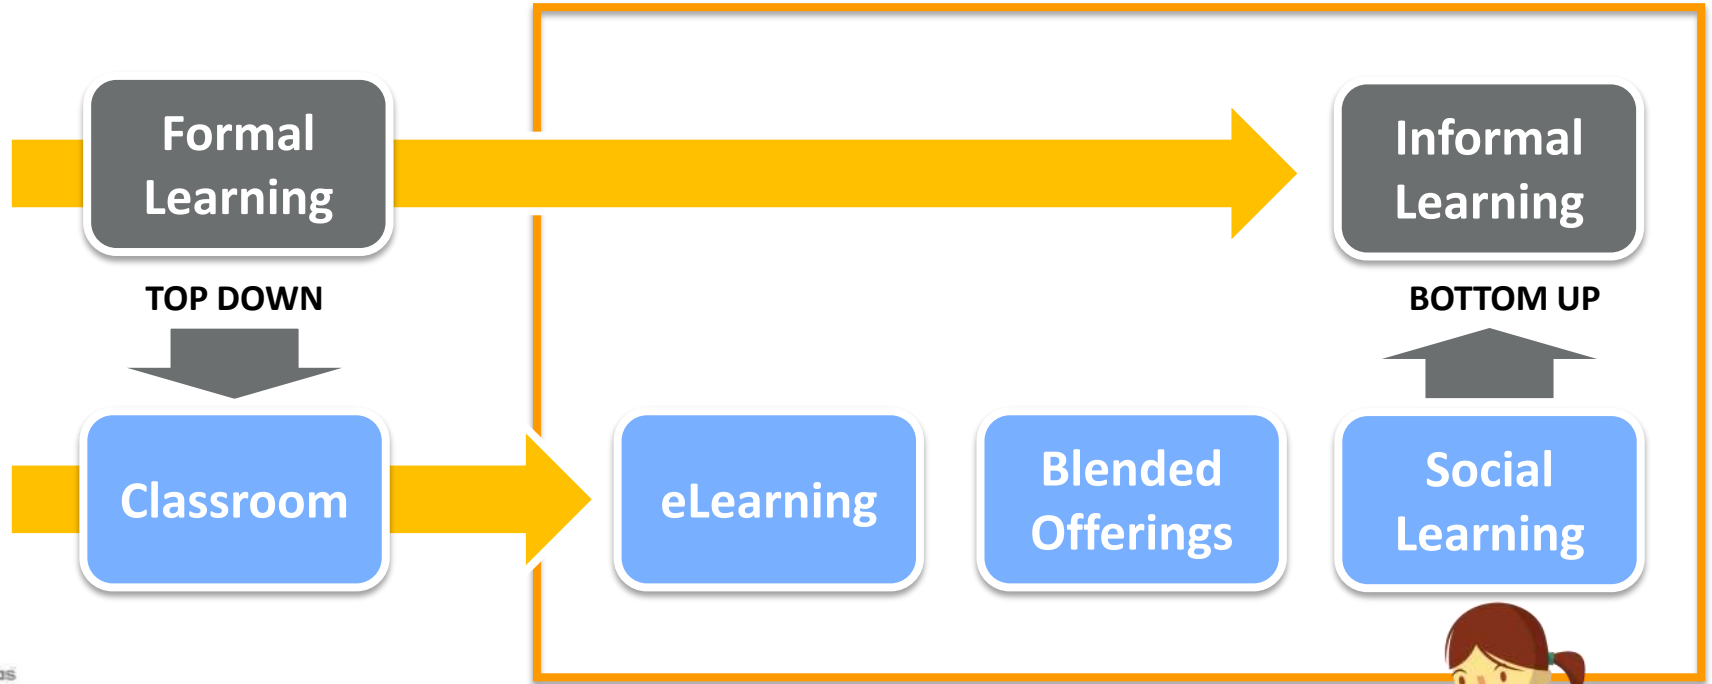 Formal
Learning
Informal
Learning
TOP DOWN
BOTTOM UP
Classroom
eLearning
Blended
Offerings
Social
Learning